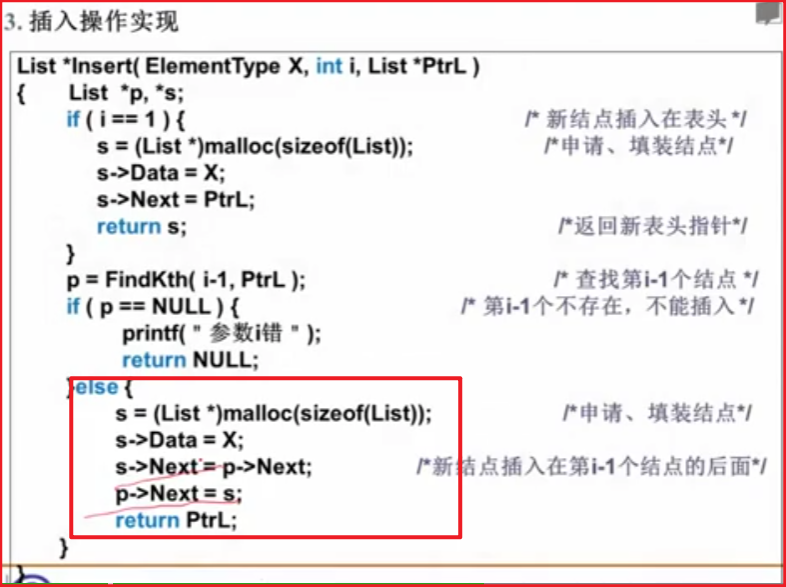 3. 插入操作实现
List *Insert( ElementType X, int i, List *PtrL )
{ List *p, *s;
if ( i == 1 ) { /* 新结点插入在表头*/
s = (List *)malloc(sizeof(List)); /*申请、填装结点*/
s->Data = X;
s->Next = PtrL;
return s; /*返回新表头指针*/
}
p = FindKth( i-1, PtrL ); /* 查找第i-1个结点 */
if ( p == NULL ) { /* 第i-1个不存在，不能插入*/
printf( " 参数i错 " );
return NULL;
}else {
s = (List *)malloc(sizeof(List)); /*申请、填装结点*/
s->Data = X;
s->Next = p->Next; /*新结点插入在第i-1个结点的后面*/
p->Next = s;
return PtrL;
}
}